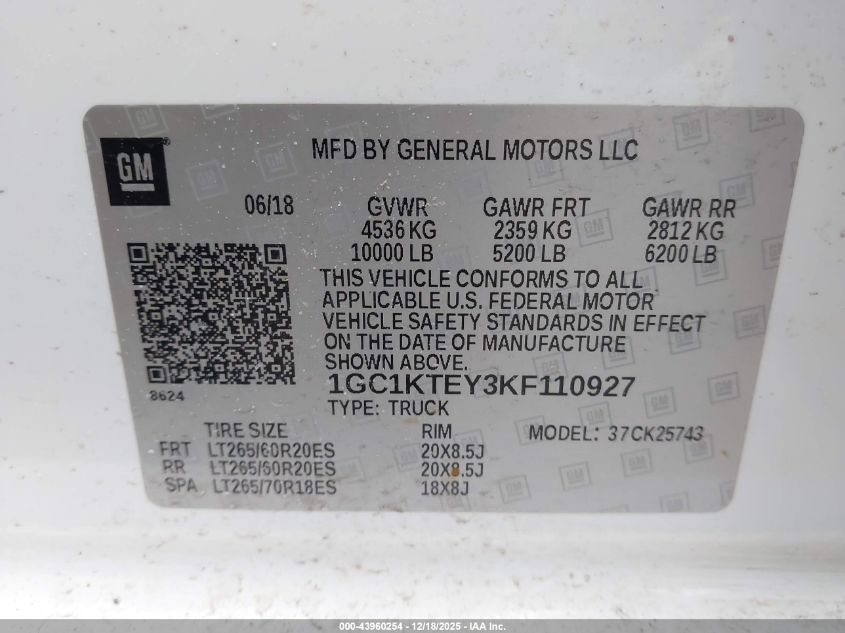 GM
MFD BY GENERAL MOTORS LLC
06/18 GVWR GAWR FRT GAWR RR
4536 KG 2359 KG 2812 KG
10000 LB 5200 LB 6200 LB
THIS VEHICLE CONFORMS TO ALL
APPLICABLE U.S. FEDERAL MOTOR
VEHICLE SAFETY STANDARDS IN EFFECT
ON THE DATE OF MANUFACTURE
SHOWN ABOVE.
1GC1KTEY3KF110927
8624
TYPE: TRUCK
TIRE SIZE RIM MODEL: 37CK25743
FRT LT265/60R20ES 20X8.5J
RR LT265/60R20ES 20X8.5J
SPA LT265/70R18ES 18X8J
000-43960254 - 12/18/2025 - IAA Inc.